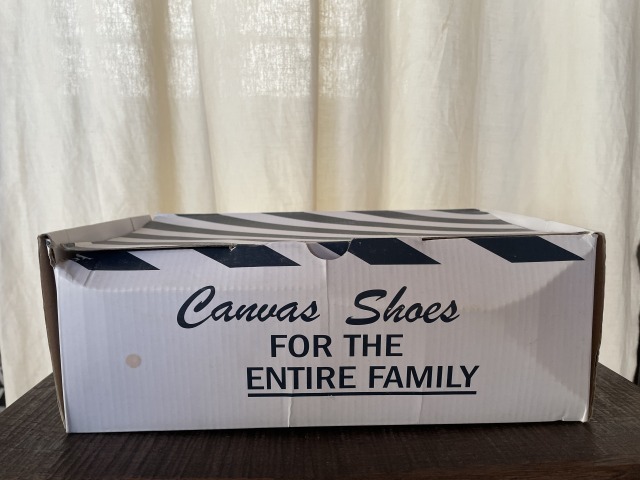 Canvas Shoes
FOR THE
ENTIRE FAMILY